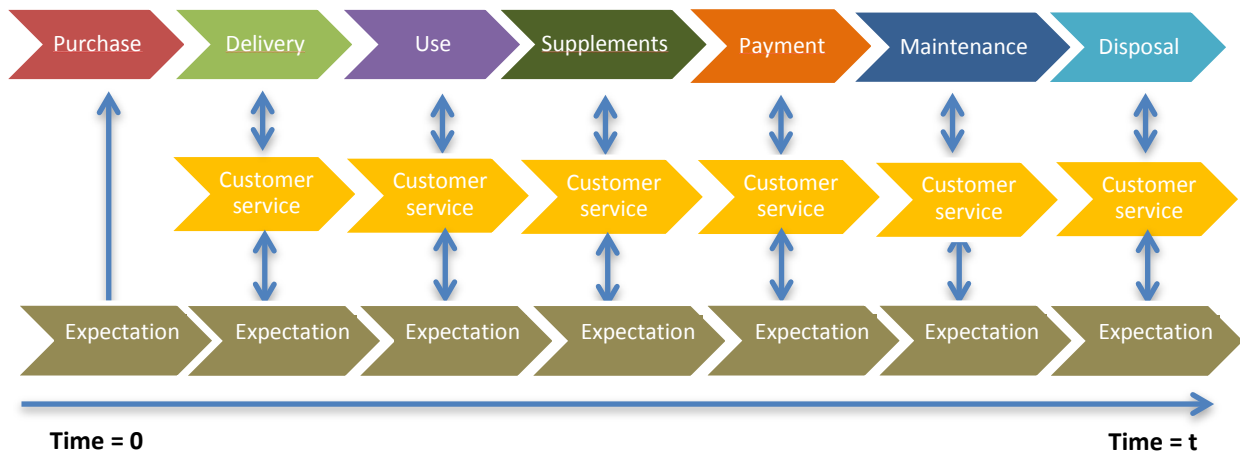 Purchase
Delivery
Use
Supplements
Payment
Maintenance
Disposal
Customer
service
Customer
service
Customer
service
Customer
service
Customer
service
Customer
service
Expectation
Expectation
Expectation
Expectation
Expectation
Expectation
Expectation
Time = 0
Time = t